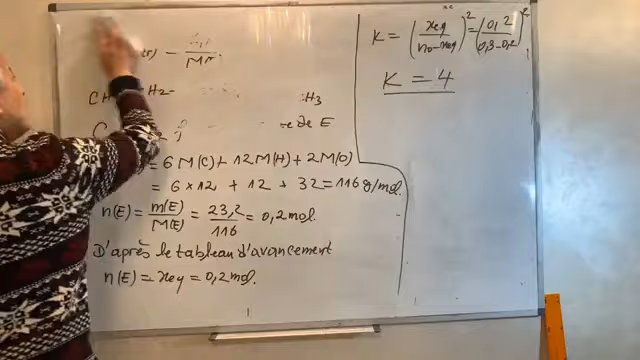 = 6 M(C) + 12 M(H) + 2 M(O)
= 6 × 12 + 12 + 32 = 116 g/mol.
n(E) = m(E)/M(E) = 23,2/116 = 0,2 mol.
D'après le tableau d'avancement
n(E) = xeq = 0,2 mol.
K = (xeq/n0-xeq)² = (0,2/0,3-0,2)²
K = 4